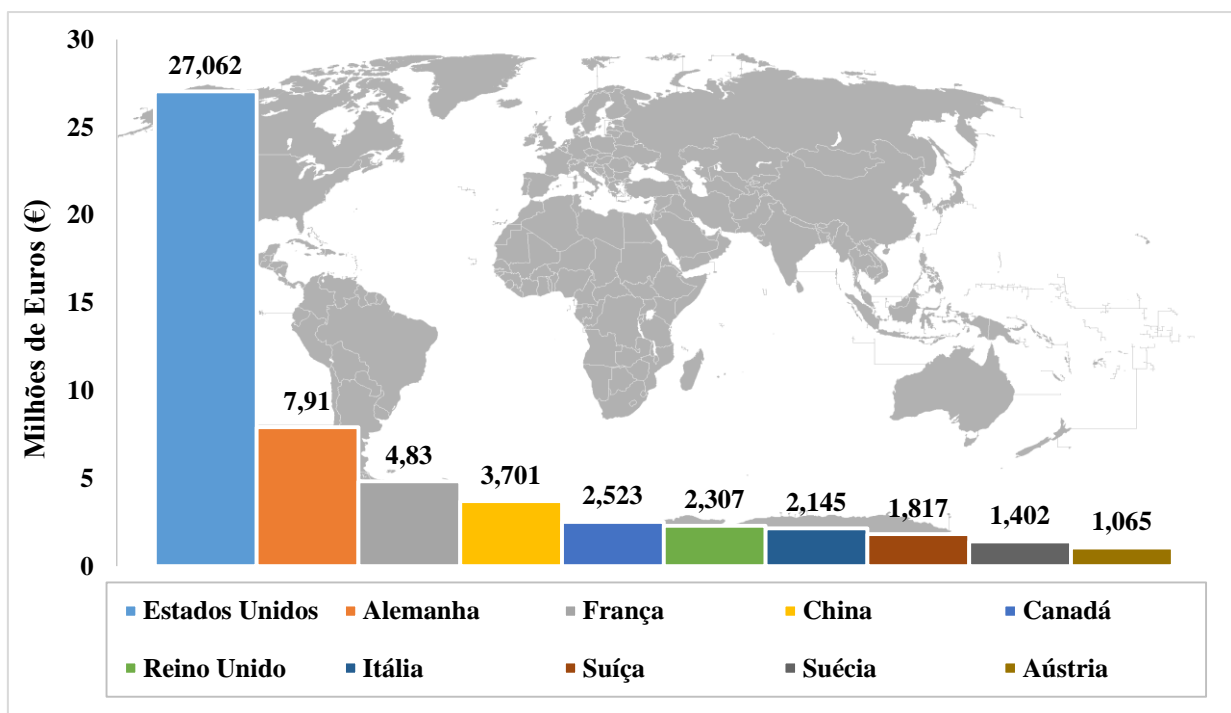 Milhões de Euros (€)
30
25
20
15
10
5
0
27,062
7,91
4,83
3,701
2,523
2,307
2,145
1,817
1,402
1,065
Estados Unidos
Alemanha
França
China
Canadá
Reino Unido
Itália
Suíça
Suécia
Aústria